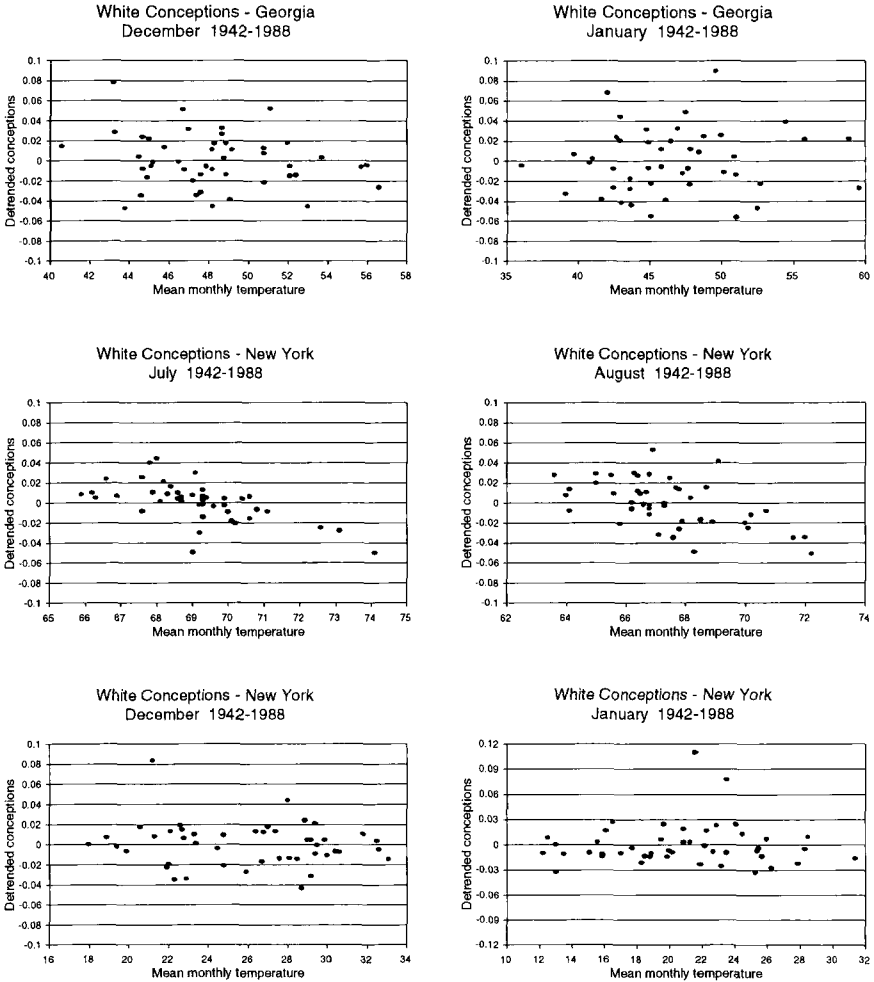 White Conceptions - Georgia
December 1942-1988
Detrended conceptions
0.1
0.08
0.06
0.04
0.02
0
-0.02
-0.04
-0.06
-0.08
-0.1
40 42 44 46 48 50 52 54 56 58
Mean monthly temperature
White Conceptions - Georgia
January 1942-1988
Detrended conceptions
0.1
0.08
0.06
0.04
0.02
0
-0.02
-0.04
-0.06
-0.08
-0.1
35 40 45 50 55 60
Mean monthly temperature
White Conceptions - New York
July 1942-1988
Detrended conceptions
0.1
0.08
0.06
0.04
0.02
0
-0.02
-0.04
-0.06
-0.08
-0.1
65 66 67 68 69 70 71 72 73 74 75
Mean monthly temperature
White Conceptions - New York
August 1942-1988
Detrended conceptions
0.1
0.08
0.06
0.04
0.02
0
-0.02
-0.04
-0.06
-0.08
-0.1
62 64 66 68 70 72 74
Mean monthly temperature
White Conceptions - New York
December 1942-1988
Detrended conceptions
0.1
0.08
0.06
0.04
0.02
0
-0.02
-0.04
-0.06
-0.08
-0.1
16 18 20 22 24 26 28 30 32 34
Mean monthly temperature
White Conceptions - New York
January 1942-1988
Detrended conceptions
0.12
0.09
0.06
0.03
0
-0.03
-0.06
-0.09
-0.12
10 12 14 16 18 20 22 24 26 28 30 32
Mean monthly temperature